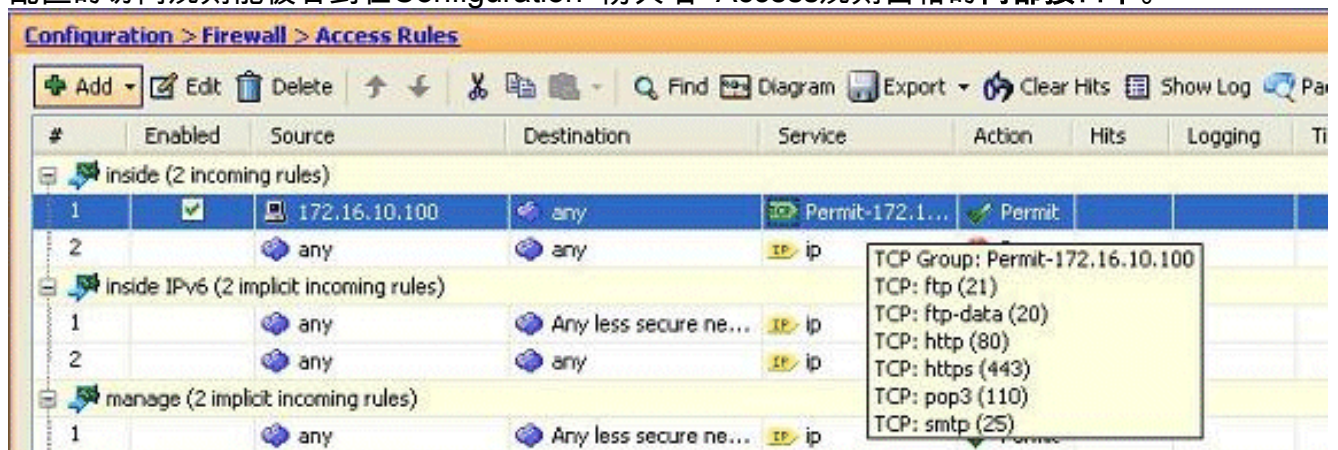 Configuration > Firewall > Access Rules
Add Edit Delete Find Diagram Export Clear Hits Show Log
# Enabled Source Destination Service Action Hits Logging
inside (2 incoming rules)
1 172.16.10.100 any Permit-172.1... Permit
2 any any ip
TCP Group: Permit-172.16.10.100
TCP: ftp (21)
TCP: ftp-data (20)
TCP: http (80)
TCP: https (443)
TCP: pop3 (110)
TCP: smtp (25)
inside IPv6 (2 implicit incoming rules)
1 any Any less secure ne... ip
2 any any ip
manage (2 implicit incoming rules)
1 any Any less secure ne... ip